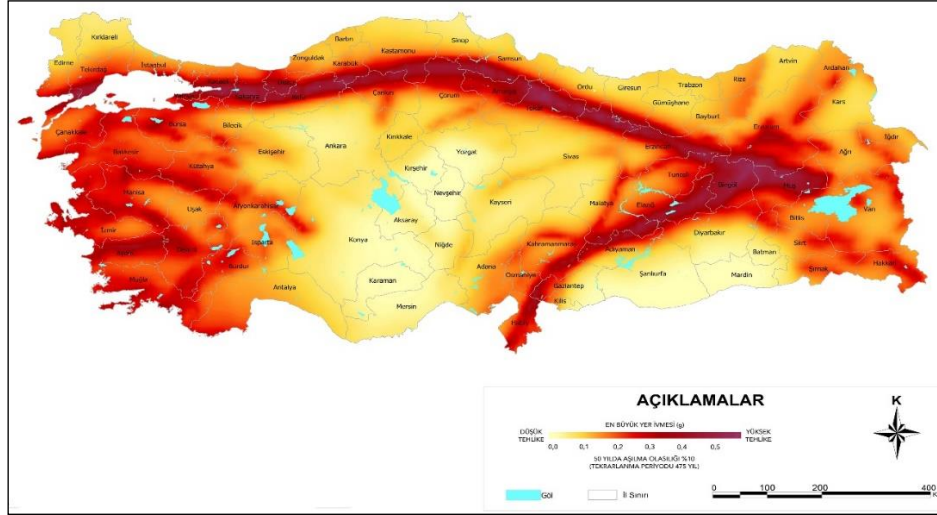 Kırklareli
Edirne
Tekirdağ
İstanbul
Zonguldak
Bartın
Karabük
Kastamonu
Sinop
Samsun
Ordu
Giresun
Trabzon
Rize
Artvin
Ardahan
Kars
Gümüşhane
Bayburt
Erzurum
Iğdır
Ağrı
Çanakkale
Balıkesir
Bursa
Bilecik
Eskişehir
Kütahya
Ankara
Çankırı
Çorum
Kırıkkale
Kırşehir
Yozgat
Sivas
Erzincan
Tunceli
Bingöl
Muş
Bitlis
Van
Manisa
İzmir
Uşak
Afyonkarahisar
Isparta
Burdur
Muğla
Antalya
Konya
Aksaray
Nevşehir
Niğde
Kayseri
Karaman
Mersin
Adana
Osmaniye
Kahramanmaraş
Malatya
Elazığ
Adıyaman
Gaziantep
Kilis
Hatay
Şanlıurfa
Diyarbakır
Mardin
Batman
Siirt
Şırnak
Hakkari
AÇIKLAMALAR
EN BÜYÜK YER İVMESİ (g)
DÜŞÜK TEHLİKE
YÜKSEK TEHLİKE
0,0 0,1 0,2 0,3 0,4 0,5
50 YILDA AŞILMA OLASILIĞI %10
(TEKRARLANMA PERİYODU 475 YIL)
Göl
İl Sınırı
K
0 100 200 400